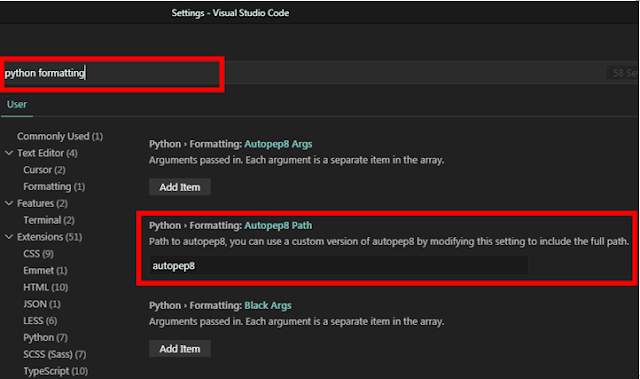 Settings - Visual Studio Code
python formatting
58 Se
User
Commonly Used (1)
Text Editor (4)
Cursor (2)
Formatting (1)
Features (2)
Terminal (2)
Extensions (51)
CSS (9)
Emmet (1)
HTML (10)
JSON (1)
LESS (6)
Python (7)
SCSS (Sass) (7)
TypeScript (10)
Python › Formatting: Autopep8 Args
Arguments passed in. Each argument is a separate item in the array.
Add Item
Python › Formatting: Autopep8 Path
Path to autopep8, you can use a custom version of autopep8 by modifying this setting to include the full path.
autopep8
Python › Formatting: Black Args
Arguments passed in. Each argument is a separate item in the array.
Add Item